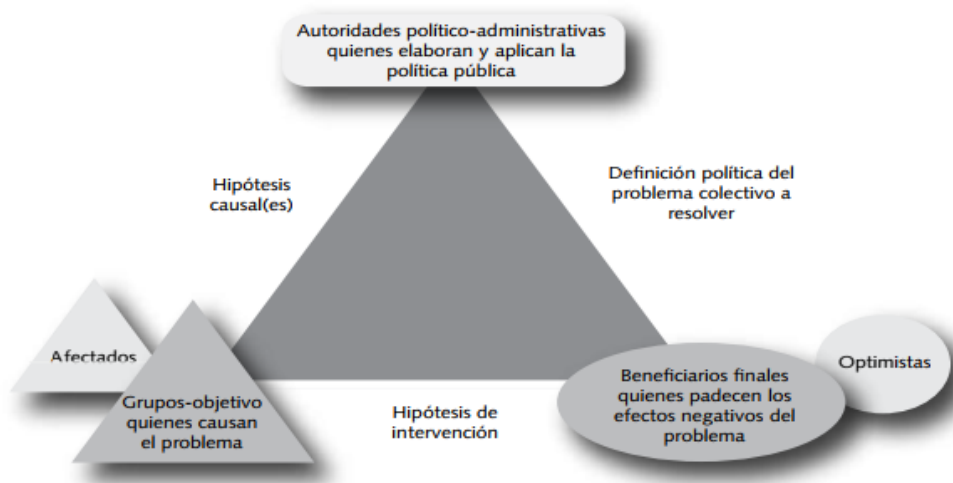 Autoridades político-administrativas
quienes elaboran y aplican la
política pública
Hipótesis
causal(es)
Definición política del
problema colectivo a
resolver
Afectados
Grupos-objetivo
quienes causan
el problema
Hipótesis de
intervención
Beneficiarios finales
quienes padecen los
efectos negativos del
problema
Optimistas